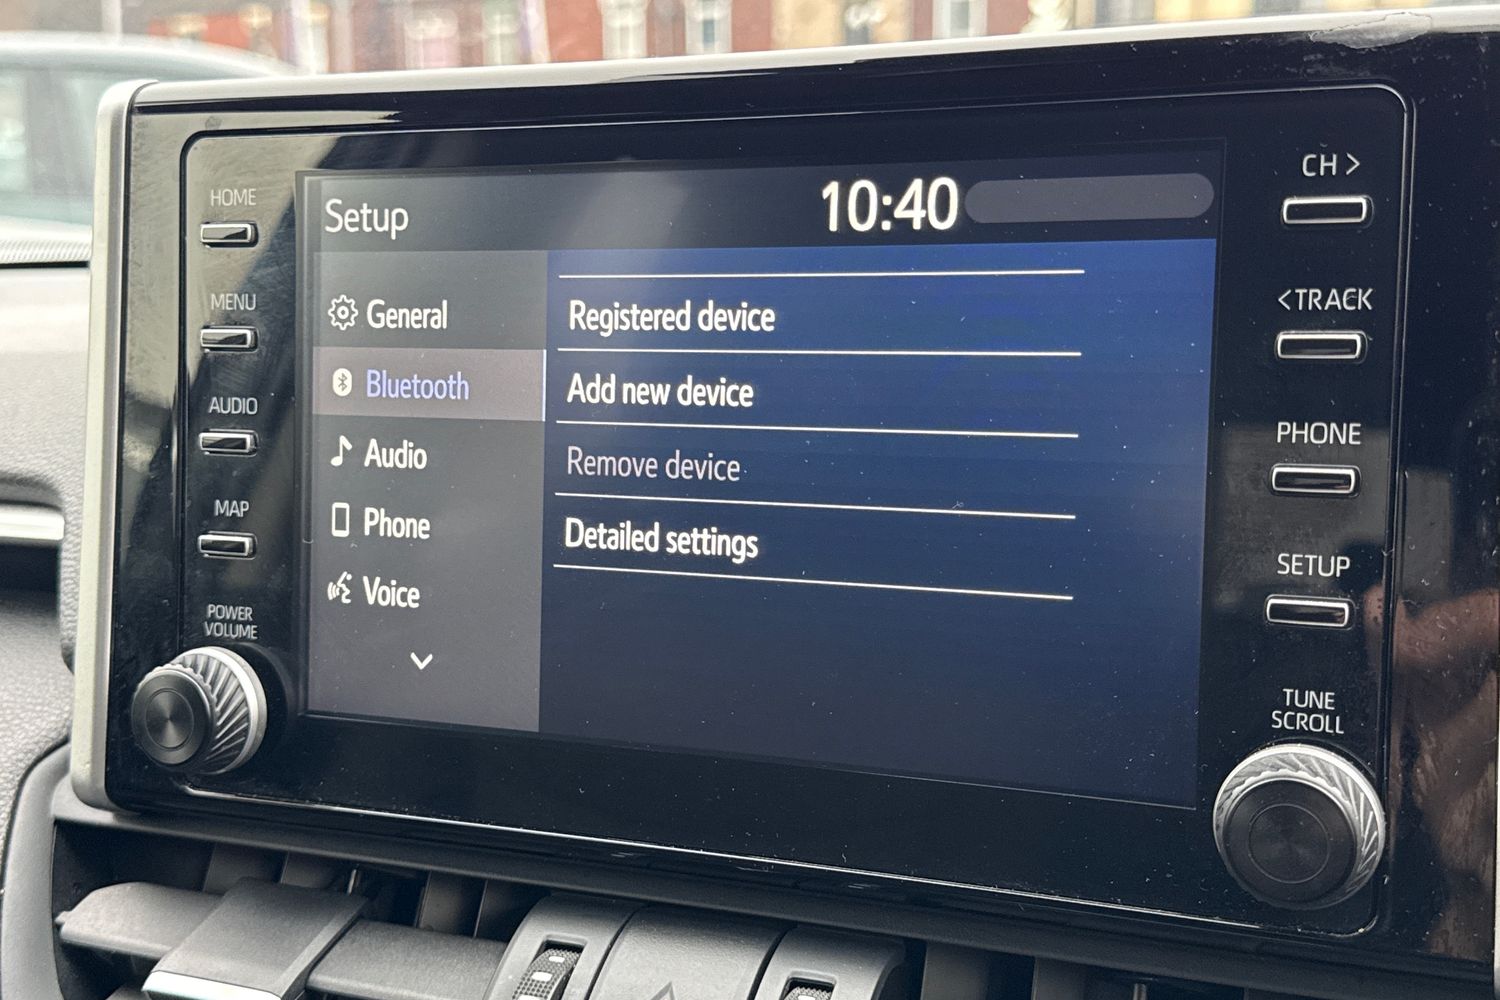 HOME
MENU
AUDIO
MAP
POWER
VOLUME
Setup
10:40
General
Bluetooth
Audio
Phone
Voice
Registered device
Add new device
Remove device
Detailed settings
CH >
< TRACK
PHONE
SETUP
TUNE
SCROLL